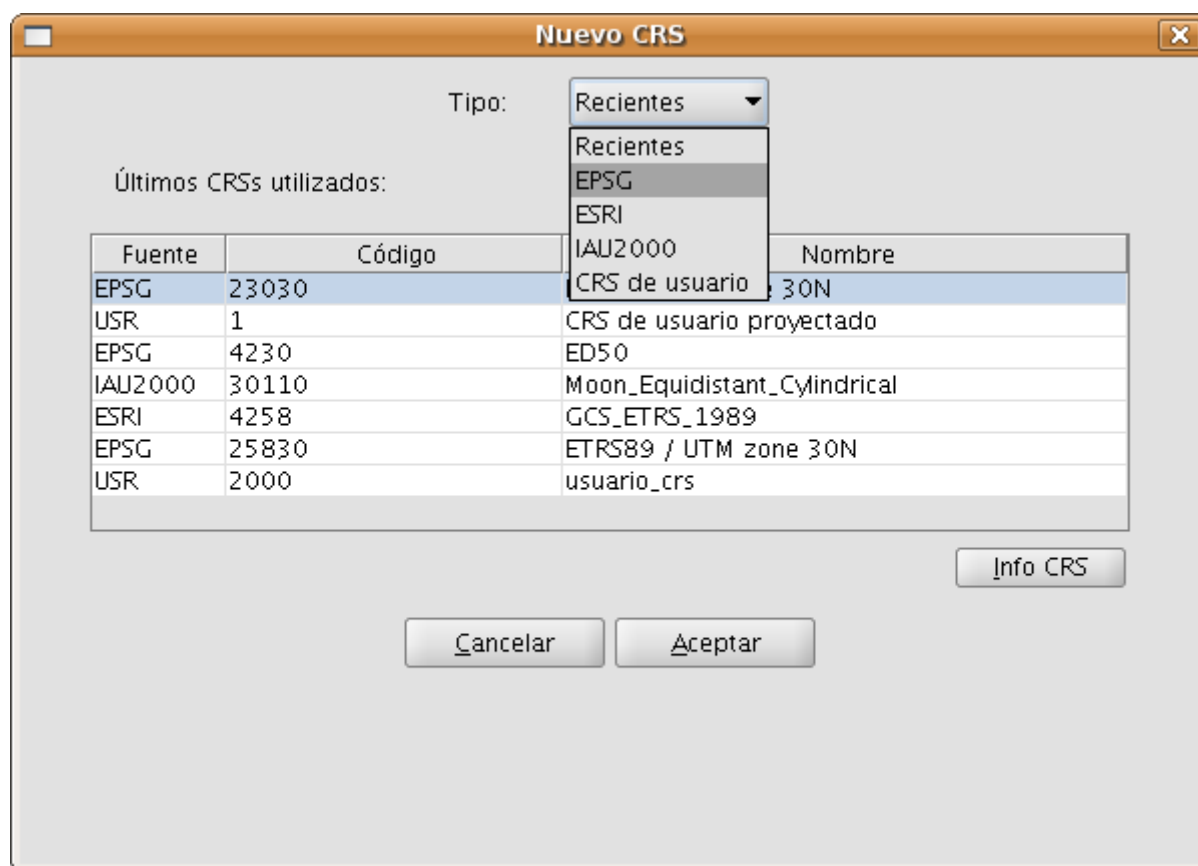 Nuevo CRS
Tipo: Recientes
Recientes
EPSG
ESRI
IAU2000
CRS de usuario
Últimos CRSs utilizados:
Fuente Código Nombre
EPSG 23030 30N
USR 1 CRS de usuario proyectado
EPSG 4230 ED50
IAU2000 30110 Moon_Equidistant_Cylindrical
ESRI 4258 GCS_ETRS_1989
EPSG 25830 ETRS89 / UTM zone 30N
USR 2000 usuario_crs
Info CRS
Cancelar Aceptar